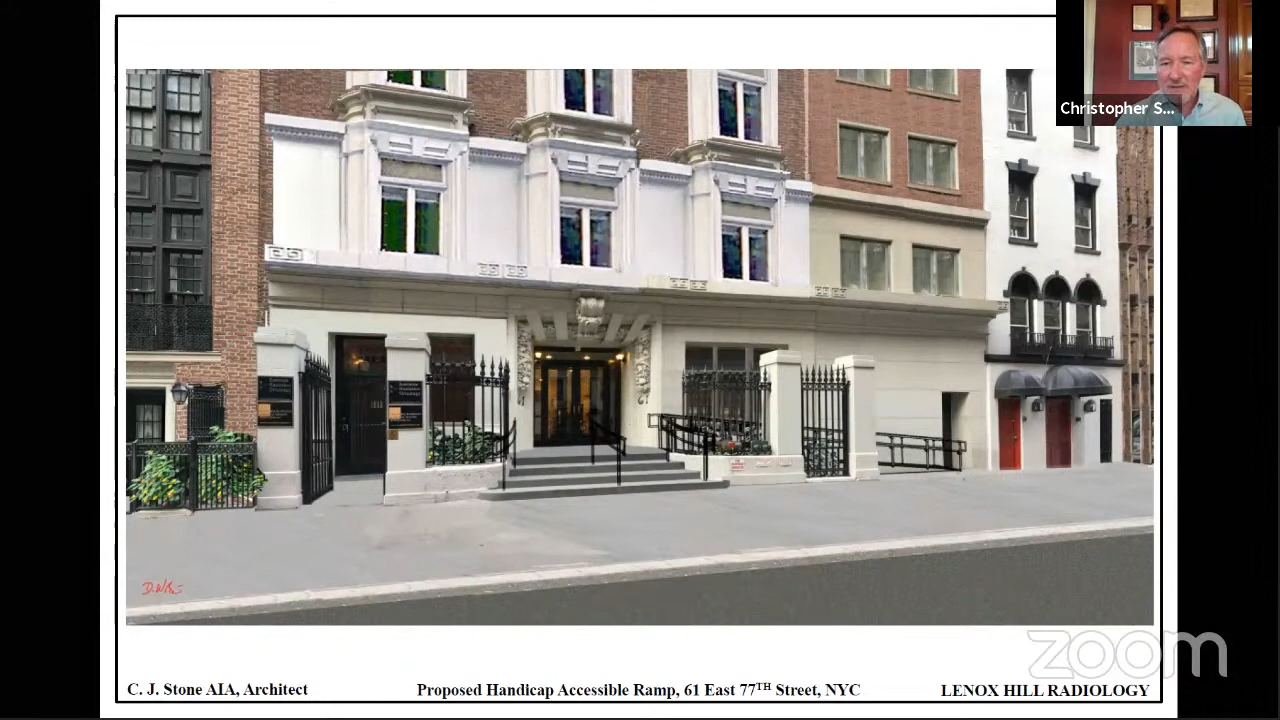 Christopher S...
zoom
C. J. Stone AIA, Architect
Proposed Handicap Accessible Ramp, 61 East 77TH Street, NYC
LENOX HILL RADIOLOGY